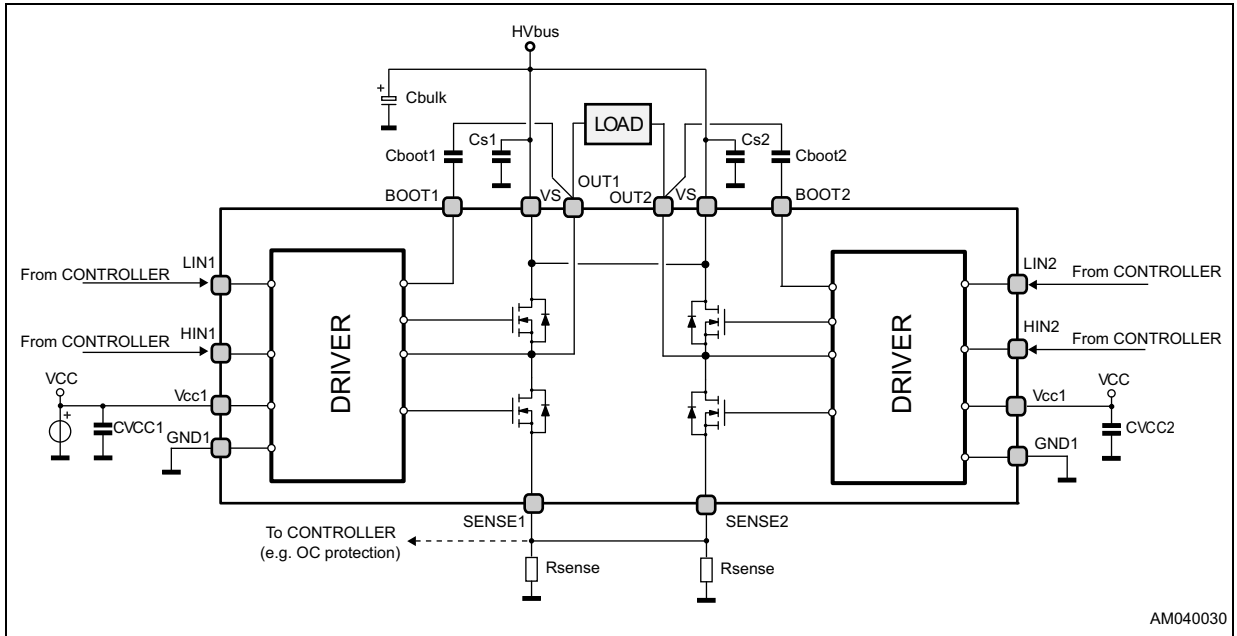 HVbus
Cbulk
LOAD
Cboot1
Cs1
Cs2
Cboot2
BOOT1
VS
OUT1
OUT2
VS
BOOT2
LIN1
From CONTROLLER
HIN1
From CONTROLLER
VCC
Vcc1
CVCC1
GND1
DRIVER
DRIVER
LIN2
From CONTROLLER
HIN2
From CONTROLLER
Vcc1
VCC
CVCC2
GND1
SENSE1
SENSE2
To CONTROLLER
(e.g. OC protection)
Rsense
Rsense
AM040030